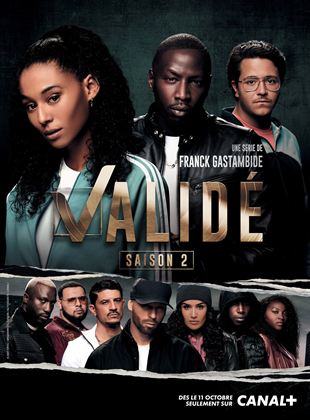 UNE SÉRIE DE
FRANCK GASTAMBIDE
VALIDÉ
SAISON 2
DÈS LE 11 OCTOBRE
SEULEMENT SUR CANAL+